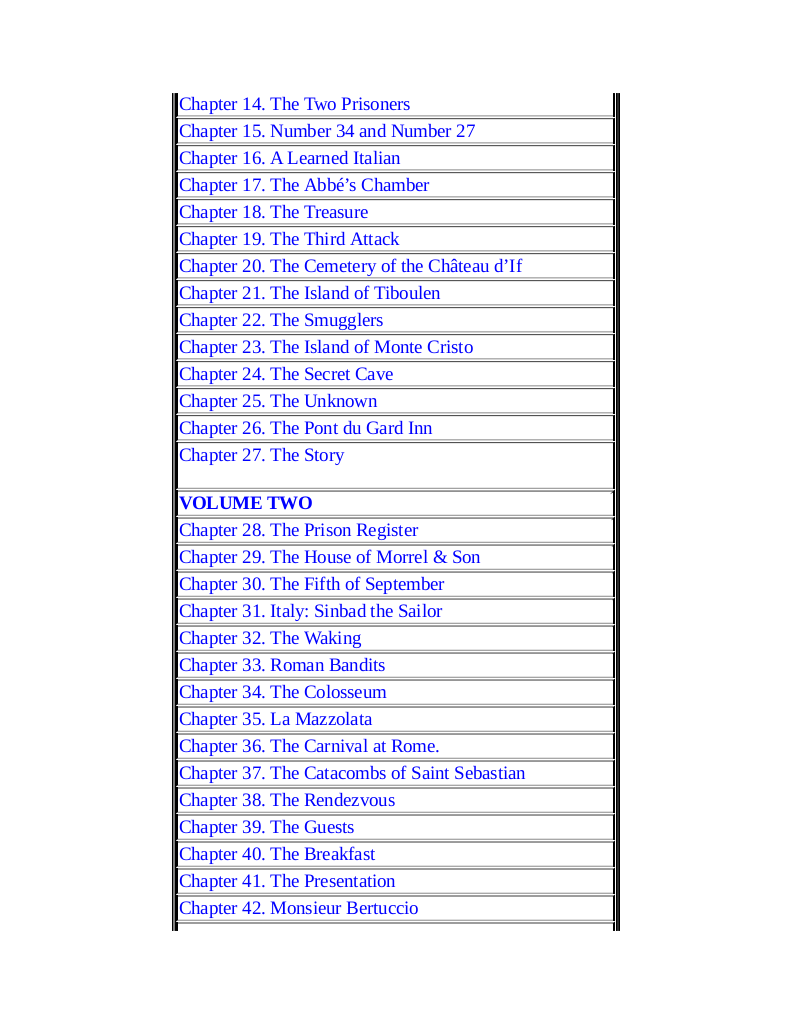 Chapter 14. The Two Prisoners
Chapter 15. Number 34 and Number 27
Chapter 16. A Learned Italian
Chapter 17. The Abbé’s Chamber
Chapter 18. The Treasure
Chapter 19. The Third Attack
Chapter 20. The Cemetery of the Château d’If
Chapter 21. The Island of Tiboulen
Chapter 22. The Smugglers
Chapter 23. The Island of Monte Cristo
Chapter 24. The Secret Cave
Chapter 25. The Unknown
Chapter 26. The Pont du Gard Inn
Chapter 27. The Story
VOLUME TWO
Chapter 28. The Prison Register
Chapter 29. The House of Morrel & Son
Chapter 30. The Fifth of September
Chapter 31. Italy: Sinbad the Sailor
Chapter 32. The Waking
Chapter 33. Roman Bandits
Chapter 34. The Colosseum
Chapter 35. La Mazzolata
Chapter 36. The Carnival at Rome.
Chapter 37. The Catacombs of Saint Sebastian
Chapter 38. The Rendezvous
Chapter 39. The Guests
Chapter 40. The Breakfast
Chapter 41. The Presentation
Chapter 42. Monsieur Bertuccio